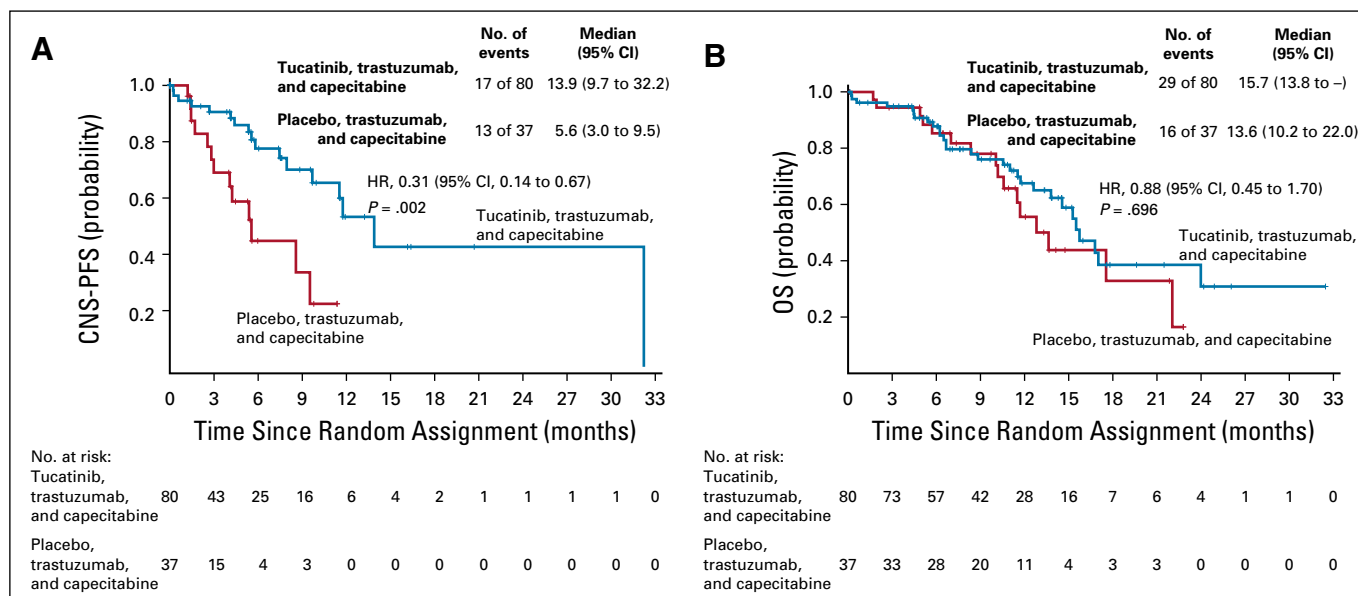 A
No. of events
Median (95% CI)
Tucatinib, trastuzumab, and capecitabine
17 of 80
13.9 (9.7 to 32.2)
Placebo, trastuzumab, and capecitabine
13 of 37
5.6 (3.0 to 9.5)
HR, 0.31 (95% CI, 0.14 to 0.67)
P = .002
Tucatinib, trastuzumab,
and capecitabine
Placebo, trastuzumab,
and capecitabine
CNS-PFS (probability)
1.0
0.8
0.6
0.4
0.2
0 3 6 9 12 15 18 21 24 27 30 33
Time Since Random Assignment (months)
No. at risk:
Tucatinib,
trastuzumab,
and capecitabine
80 43 25 16 6 4 2 1 1 1 1 0
Placebo,
trastuzumab,
and capecitabine
37 15 4 3 0 0 0 0 0 0 0 0
B
No. of events
Median (95% CI)
Tucatinib, trastuzumab, and capecitabine
29 of 80
15.7 (13.8 to –)
Placebo, trastuzumab, and capecitabine
16 of 37
13.6 (10.2 to 22.0)
HR, 0.88 (95% CI, 0.45 to 1.70)
P = .696
Tucatinib, trastuzumab,
and capecitabine
Placebo, trastuzumab, and capecitabine
OS (probability)
1.0
0.8
0.6
0.4
0.2
0 3 6 9 12 15 18 21 24 27 30 33
Time Since Random Assignment (months)
No. at risk:
Tucatinib,
trastuzumab,
and capecitabine
80 73 57 42 28 16 7 6 4 1 1 0
Placebo,
trastuzumab,
and capecitabine
37 33 28 20 11 4 3 3 0 0 0 0